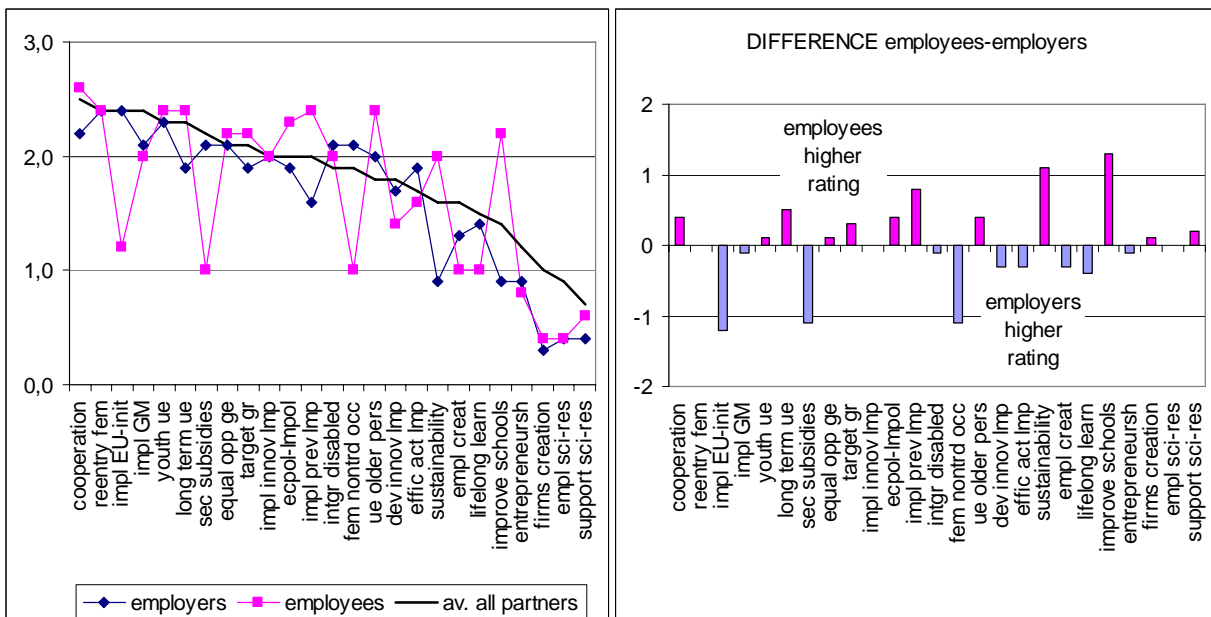 3,0
2,0
1,0
0,0
cooperation
reentry fem
impl EU-init
impl GM
youth ue
long term ue
sec subsidies
equal opp ge
target gr
impl innov lmp
ecpol-lmpol
impl prev lmp
intgr disabled
fem nontrd occ
ue older pers
dev innov lmp
effic act lmp
sustainability
empl creat
lifelong learn
improve schools
entrepreneursh
firms creation
empl sci-res
support sci-res
employers
employees
av. all partners
DIFFERENCE employees-employers
2
1
0
-1
-2
employees
higher
rating
employers
higher
rating
cooperation
reentry fem
impl EU-init
impl GM
youth ue
long term ue
sec subsidies
equal opp ge
target gr
impl innov lmp
ecpol-lmpol
impl prev lmp
intgr disabled
fem nontrd occ
ue older pers
dev innov lmp
effic act lmp
sustainability
empl creat
lifelong learn
improve schools
entrepreneursh
firms creation
empl sci-res
support sci-res